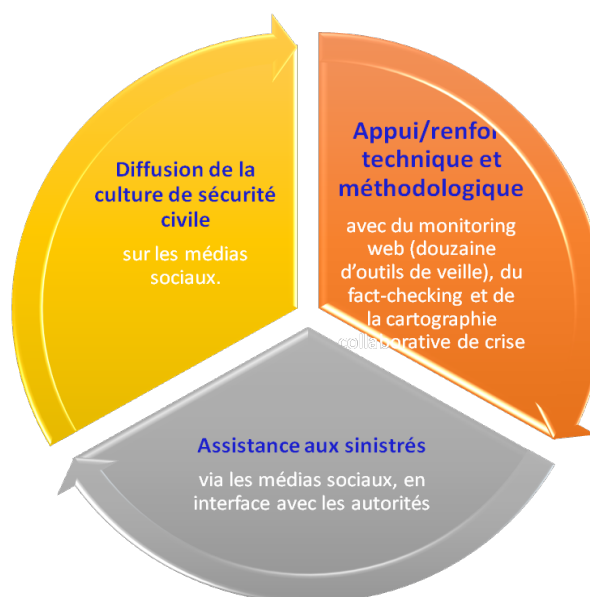 Diffusion de la
culture de sécurité
civile
sur les médias
sociaux.
Appui/renfor
technique et
méthodologique
avec du monitoring
web (douzaine
d'outils de veille), du
fact-checking et de
la cartographie
collaborative de crise
Assistance aux sinistrés
via les médias sociaux, en
interface avec les autorités